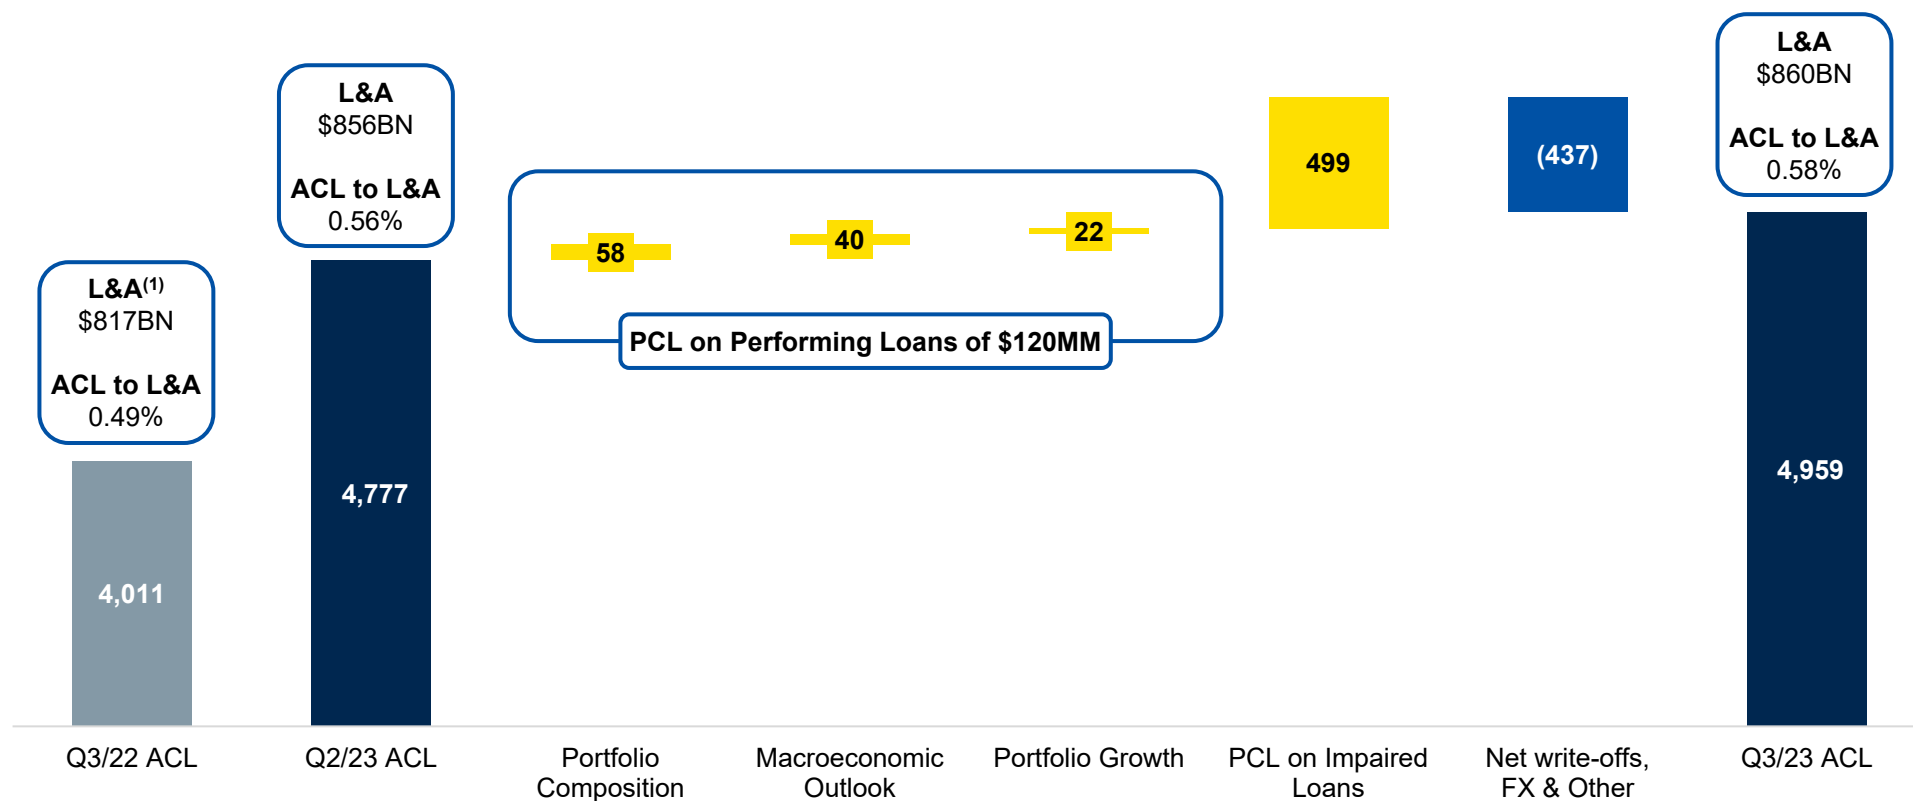 L&A
$860BN
ACL to L&A
0.58%
L&A
$856BN
ACL to L&A
0.56%
L&A(1)
$817BN
ACL to L&A
0.49%
499
(437)
58
40
22
PCL on Performing Loans of $120MM
4,011
4,777
4,959
Q3/22 ACL
Q2/23 ACL
Portfolio
Composition
Macroeconomic
Outlook
Portfolio Growth
PCL on Impaired
Loans
Net write-offs,
FX & Other
Q3/23 ACL